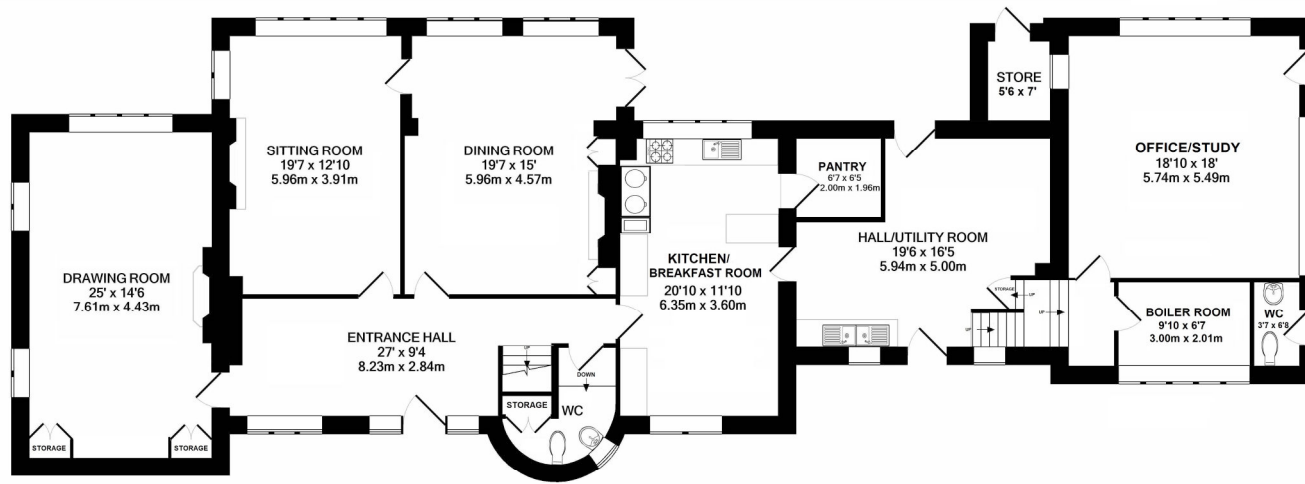 STORE
5'6 x 7'
OFFICE/STUDY
18'10 x 18'
5.74m x 5.49m
SITTING ROOM
19'7 x 12'10
5.96m x 3.91m
DINING ROOM
19'7 x 15'
5.96m x 4.57m
PANTRY
6'7 x 6'5
2.00m x 1.96m
HALL/UTILITY ROOM
19'6 x 16'5
5.94m x 5.00m
KITCHEN/
BREAKFAST ROOM
20'10 x 11'10
6.35m x 3.60m
DRAWING ROOM
25' x 14'6
7.61m x 4.43m
ENTRANCE HALL
27' x 9'4
8.23m x 2.84m
STORAGE
UP
UP
UP
BOILER ROOM
9'10 x 6'7
3.00m x 2.01m
WC
3'7 x 6'8
UP
DOWN
STORAGE
WC
STORAGE
STORAGE